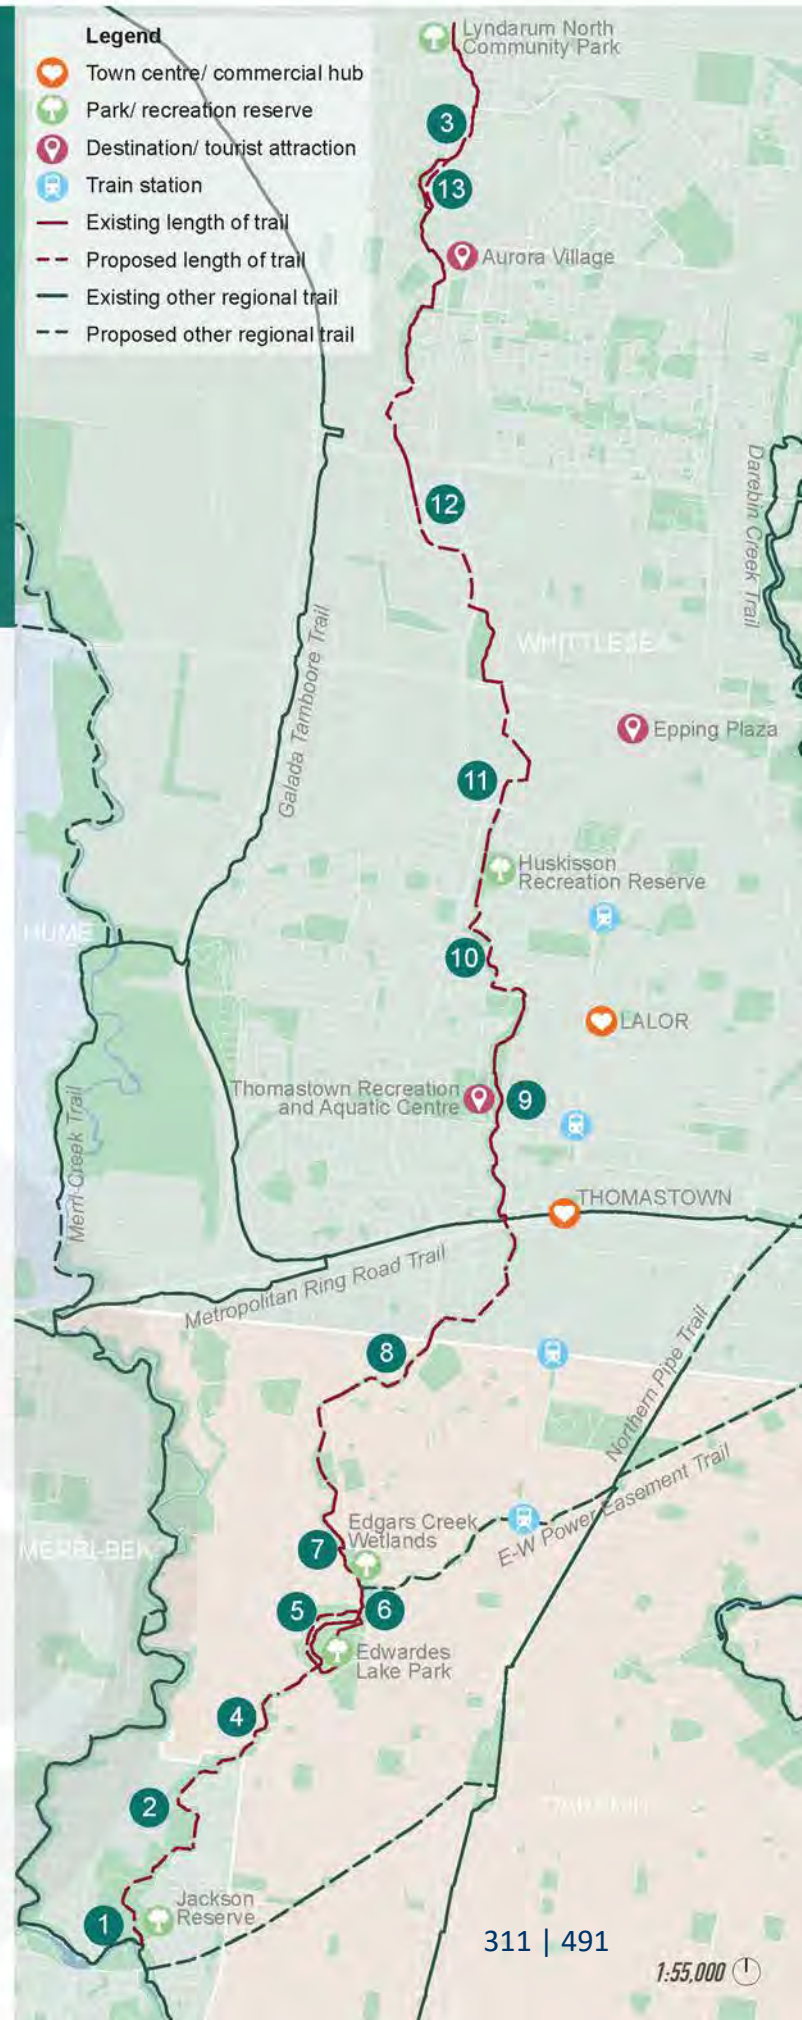 Legend
Town centre/ commercial hub
Park/ recreation reserve
Destination/ tourist attraction
Train station
Existing length of trail
Proposed length of trail
Existing other regional trail
Proposed other regional trail
Lyndarum North
Community Park
3
13
Aurora Village
12
Darebin Creek Trail
Galada Tamboore Trail
WHITTLESEA
Epping Plaza
11
Huskisson
Recreation Reserve
HUME
10
LALOR
Thomastown Recreation
and Aquatic Centre
9
Merri Creek Trail
THOMASTOWN
Metropolitan Ring Road Trail
8
Northern Pipe Trail
E-W Power Easement Trail
Edgars Creek
Wetlands
7
MERRI-BEK
5
6
Edwardes
Lake Park
4
2
Jackson
Reserve
1
311 | 491
1:55,000